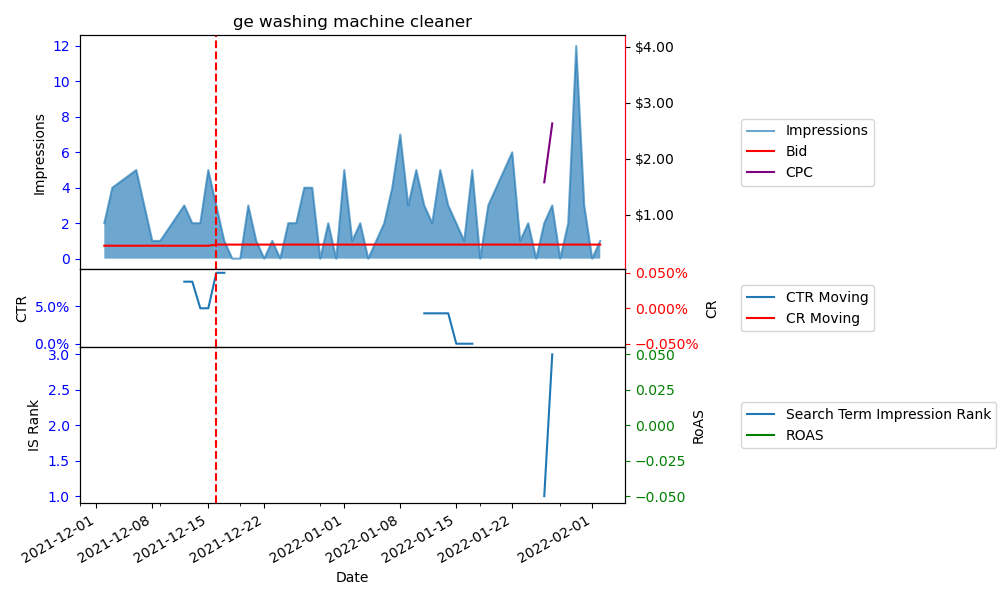 ge washing machine cleaner
12
10
8
6
4
2
0
Impressions
$4.00
$3.00
$2.00
$1.00
Impressions
Bid
CPC
5.0%
0.0%
CTR
0.050%
0.000%
−0.050%
CR
CTR Moving
CR Moving
3.0
2.5
2.0
1.5
1.0
IS Rank
0.050
0.025
0.000
−0.025
−0.050
RoAS
Search Term Impression Rank
ROAS
2021-12-01
2021-12-08
2021-12-15
2021-12-22
2022-01-01
2022-01-08
2022-01-15
2022-01-22
2022-02-01
Date